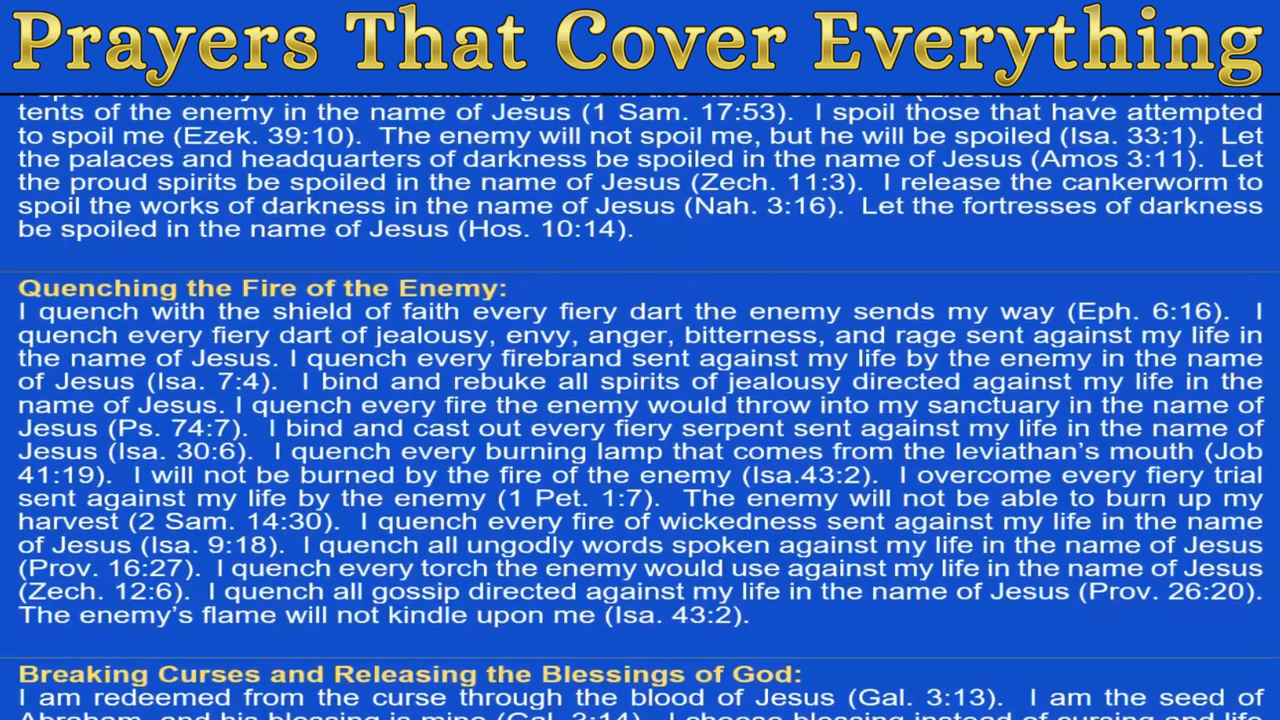 Prayers That Cover Everything
tents of the enemy in the name of Jesus (1 Sam. 17:53).  I spoil those that have attempted
to spoil me (Ezek. 39:10).  The enemy will not spoil me, but he will be spoiled (Isa. 33:1).  Let
the palaces and headquarters of darkness be spoiled in the name of Jesus (Amos 3:11).  Let
the proud spirits be spoiled in the name of Jesus (Zech. 11:3).  I release the cankerworm to
spoil the works of darkness in the name of Jesus (Nah. 3:16).  Let the fortresses of darkness
be spoiled in the name of Jesus (Hos. 10:14).
Quenching the Fire of the Enemy:
I quench with the shield of faith every fiery dart the enemy sends my way (Eph. 6:16).  I
quench every fiery dart of jealousy, envy, anger, bitterness, and rage sent against my life in
the name of Jesus. I quench every firebrand sent against my life by the enemy in the name
of Jesus (Isa. 7:4).  I bind and rebuke all spirits of jealousy directed against my life in the
name of Jesus. I quench every fire the enemy would throw into my sanctuary in the name of
Jesus (Ps. 74:7).  I bind and cast out every fiery serpent sent against my life in the name of
Jesus (Isa. 30:6).  I quench every burning lamp that comes from the leviathan’s mouth (Job
41:19).  I will not be burned by the fire of the enemy (Isa.43:2).  I overcome every fiery trial
sent against my life by the enemy (1 Pet. 1:7).  The enemy will not be able to burn up my
harvest (2 Sam. 14:30).  I quench every fire of wickedness sent against my life in the name
of Jesus (Isa. 9:18).  I quench all ungodly words spoken against my life in the name of Jesus
(Prov. 16:27).  I quench every torch the enemy would use against my life in the name of Jesus
(Zech. 12:6).  I quench all gossip directed against my life in the name of Jesus (Prov. 26:20).
The enemy’s flame will not kindle upon me (Isa. 43:2).
Breaking Curses and Releasing the Blessings of God:
I am redeemed from the curse through the blood of Jesus (Gal. 3:13).  I am the seed of
Abraham, and his blessing is mine (Gal. 3:14).  I choose blessing instead of cursing and life